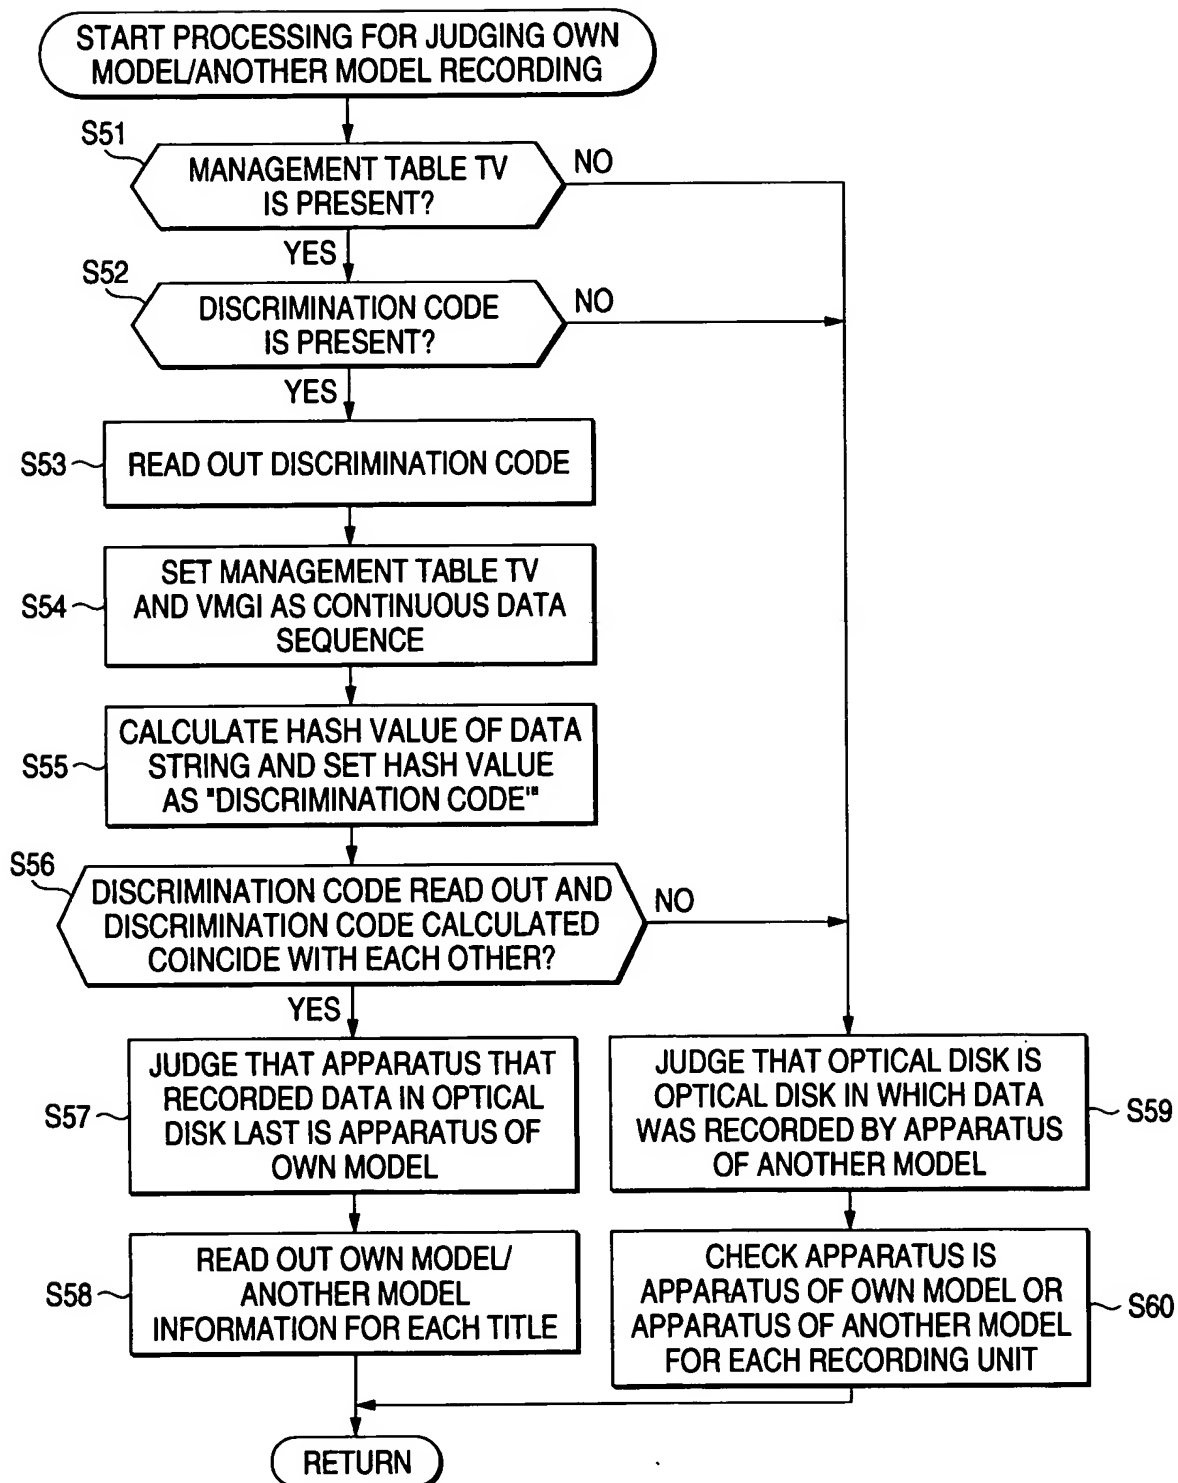 START PROCESSING FOR JUDGING OWN
MODEL/ANOTHER MODEL RECORDING
S51
MANAGEMENT TABLE TV
IS PRESENT?
NO
YES
S52
DISCRIMINATION CODE
IS PRESENT?
NO
YES
S53
READ OUT DISCRIMINATION CODE
S54
SET MANAGEMENT TABLE TV
AND VMGI AS CONTINUOUS DATA
SEQUENCE
S55
CALCULATE HASH VALUE OF DATA
STRING AND SET HASH VALUE
AS "DISCRIMINATION CODE'"
S56
DISCRIMINATION CODE READ OUT AND
DISCRIMINATION CODE CALCULATED
COINCIDE WITH EACH OTHER?
NO
YES
S57
JUDGE THAT APPARATUS THAT
RECORDED DATA IN OPTICAL
DISK LAST IS APPARATUS OF
OWN MODEL
JUDGE THAT OPTICAL DISK IS
OPTICAL DISK IN WHICH DATA
WAS RECORDED BY APPARATUS
OF ANOTHER MODEL
S59
S58
READ OUT OWN MODEL/
ANOTHER MODEL
INFORMATION FOR EACH TITLE
CHECK APPARATUS IS
APPARATUS OF OWN MODEL OR
APPARATUS OF ANOTHER MODEL
FOR EACH RECORDING UNIT
S60
RETURN